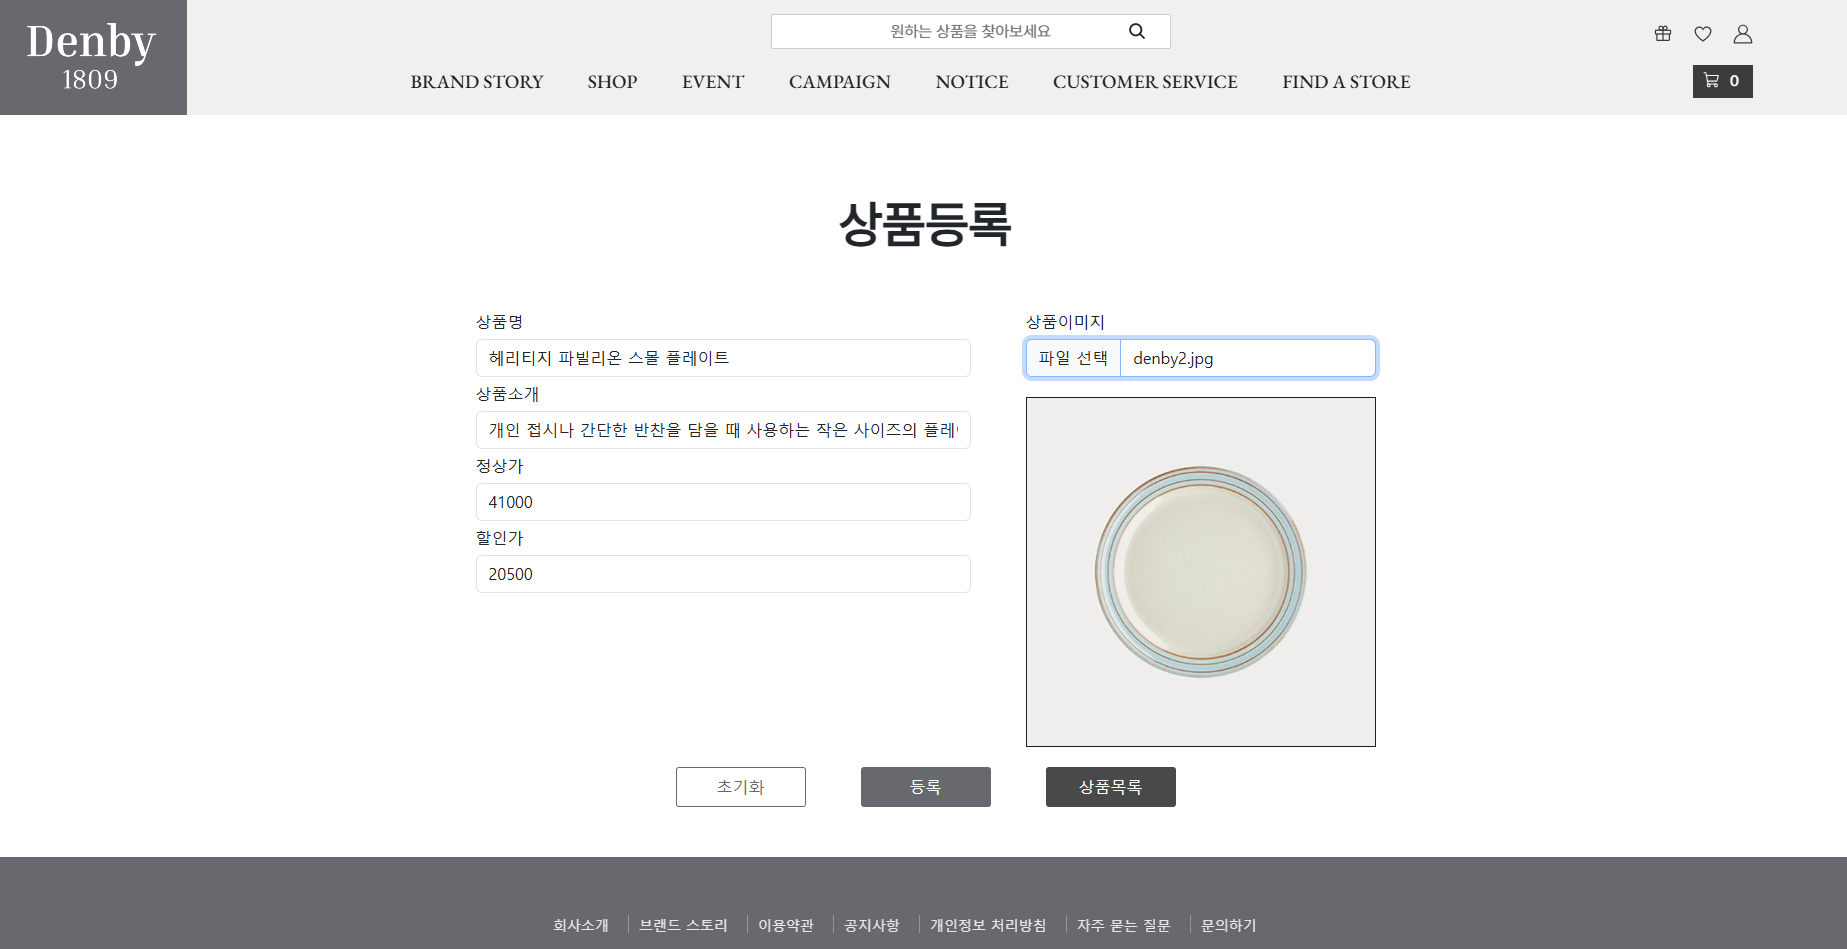 Denby
1809
원하는 상품을 찾아보세요
BRAND STORY SHOP EVENT CAMPAIGN NOTICE CUSTOMER SERVICE FIND A STORE
0
상품등록
상품명
헤리티지 파빌리온 스몰 플레이트
상품소개
개인 접시나 간단한 반찬을 담을 때 사용하는 작은 사이즈의 플레
정상가
41000
할인가
20500
상품이미지
파일 선택 denby2.jpg
초기화 등록 상품목록
회사소개 브랜드 스토리 이용약관 공지사항 개인정보 처리방침 자주 묻는 질문 문의하기